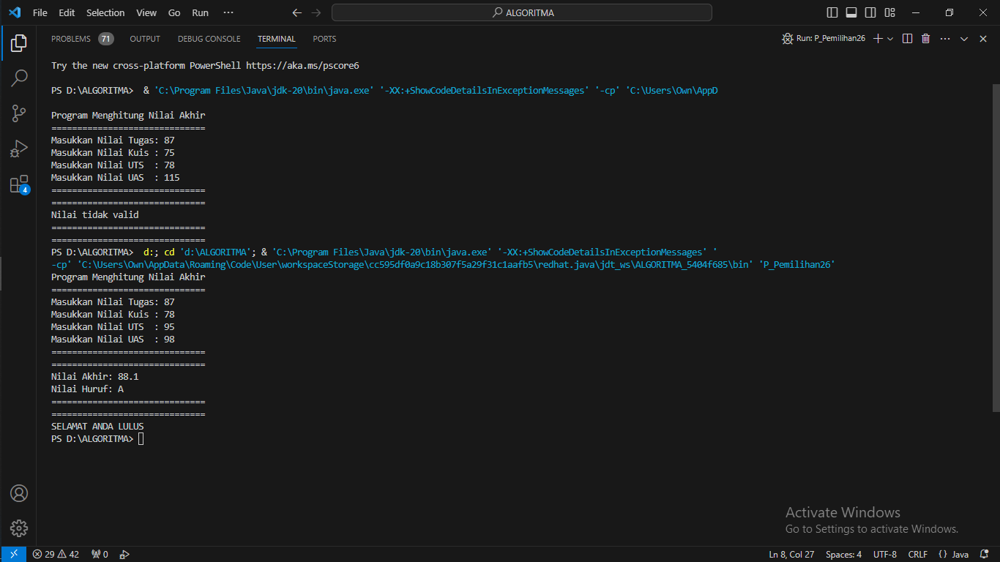 File Edit Selection View Go Run ···
ALGORITMA
PROBLEMS 71 OUTPUT DEBUG CONSOLE TERMINAL PORTS
Run: P_Pemilihan26
Try the new cross-platform PowerShell https://aka.ms/pscore6
PS D:\ALGORITMA>  & 'C:\Program Files\Java\jdk-20\bin\java.exe' '-XX:+ShowCodeDetailsInExceptionMessages' '-cp' 'C:\Users\Own\AppD
Program Menghitung Nilai Akhir
==============================
Masukkan Nilai Tugas: 87
Masukkan Nilai Kuis : 75
Masukkan Nilai UTS  : 78
Masukkan Nilai UAS  : 115
==============================
==============================
Nilai tidak valid
==============================
==============================
PS D:\ALGORITMA>  d:; cd 'd:\ALGORITMA'; & 'C:\Program Files\Java\jdk-20\bin\java.exe' '-XX:+ShowCodeDetailsInExceptionMessages' '
-cp' 'C:\Users\Own\AppData\Roaming\Code\User\workspaceStorage\cc595df0a9c18b307f5a29f31c1aafb5\redhat.java\jdt_ws\ALGORITMA_5404f685\bin' 'P_Pemilihan26'
Program Menghitung Nilai Akhir
==============================
Masukkan Nilai Tugas: 87
Masukkan Nilai Kuis : 78
Masukkan Nilai UTS  : 95
Masukkan Nilai UAS  : 98
==============================
==============================
Nilai Akhir: 88.1
Nilai Huruf: A
==============================
==============================
SELAMAT ANDA LULUS
PS D:\ALGORITMA>
4
Activate Windows
Go to Settings to activate Windows.
29 42 0
Ln 8, Col 27 Spaces: 4 UTF-8 CRLF {} Java